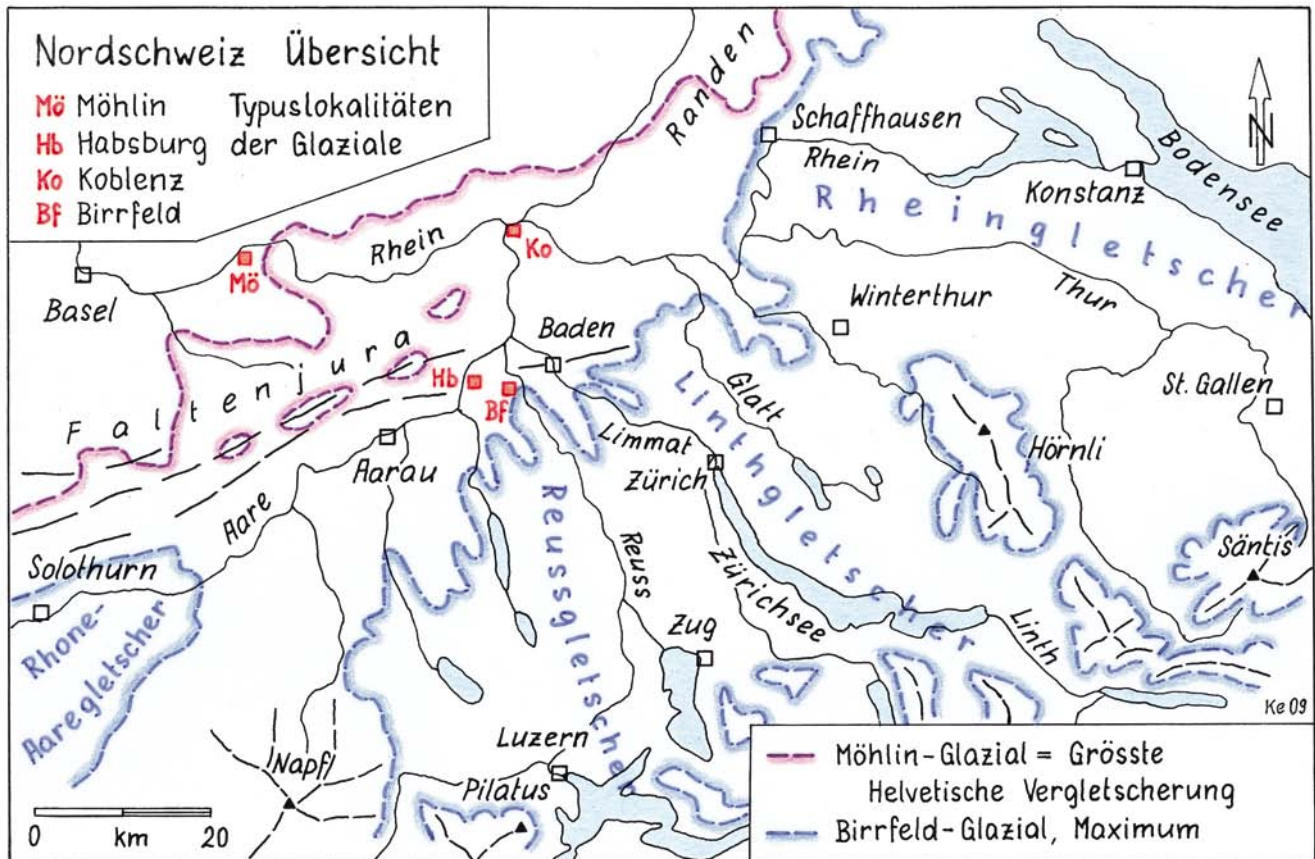 Nordschweiz Übersicht
Mö Möhlin Typuslokalitäten
Hb Habsburg der Glaziale
Ko Koblenz
Bf Birrfeld
Randen
Schaffhausen
Rhein
Bodensee
Konstanz
Rheingletscher
N
Rhein
Ko
Mö
Basel
Thur
Winterthur
Baden
Faltenjura
Hb
Bf
Glatt
St. Gallen
Linthgletscher
Limmat
Zürich
Hörnli
Aarau
Aare
Reussgletscher
Reuss
Säntis
Solothurn
Zürichsee
Linth
Rhone-
Aaregletscher
Zug
Ke 09
Luzern
Napf
Pilatus
0 20
km
Möhlin-Glazial = Grösste
Helvetische Vergletscherung
Birrfeld-Glazial, Maximum